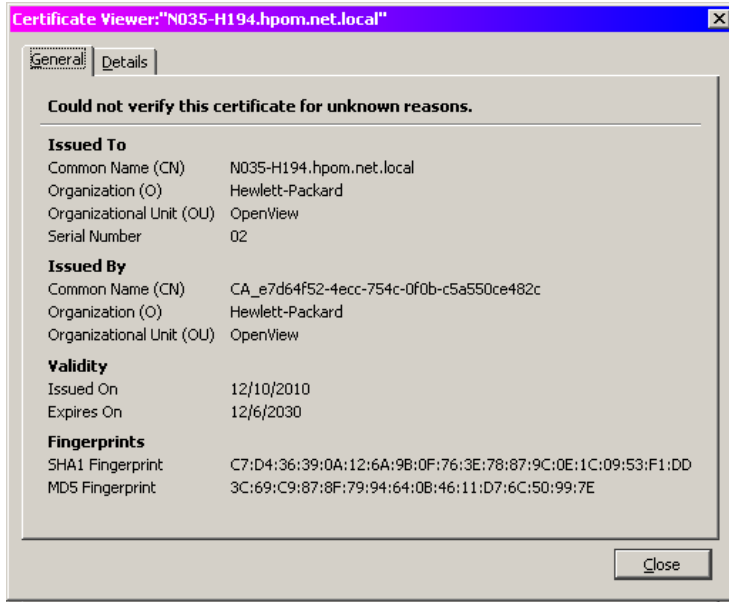 Certificate Viewer:"N035-H194.hpom.net.local"
General Details
Could not verify this certificate for unknown reasons.
Issued To
Common Name (CN) N035-H194.hpom.net.local
Organization (O) Hewlett-Packard
Organizational Unit (OU) OpenView
Serial Number 02
Issued By
Common Name (CN) CA_e7d64f52-4ecc-754c-0f0b-c5a550ce482c
Organization (O) Hewlett-Packard
Organizational Unit (OU) OpenView
Validity
Issued On 12/10/2010
Expires On 12/6/2030
Fingerprints
SHA1 Fingerprint C7:D4:36:39:0A:12:6A:9B:0F:76:3E:78:87:9C:0E:1C:09:53:F1:DD
MD5 Fingerprint 3C:69:C9:87:8F:79:94:64:0B:46:11:D7:6C:50:99:7E
Close